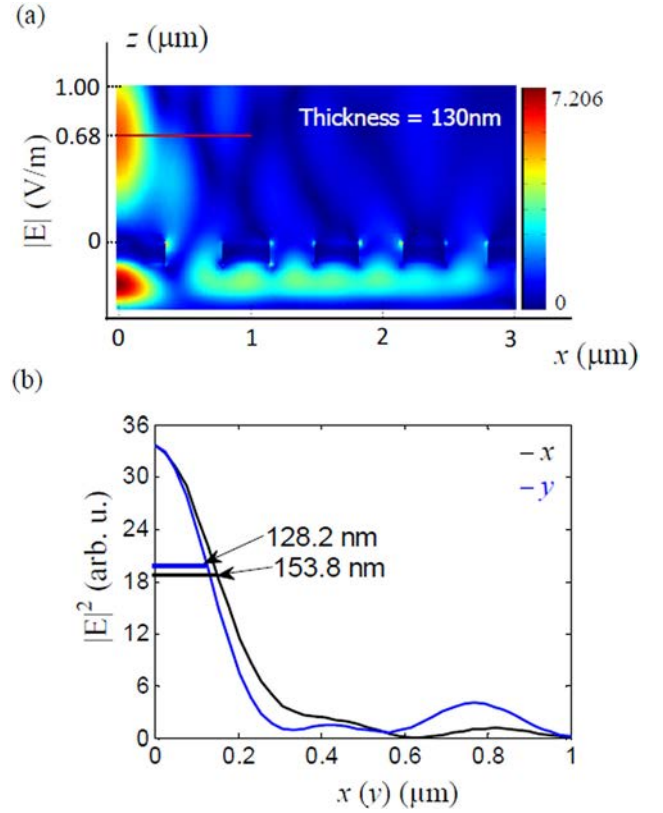 (a)
z (μm)
1.00
0.68
0
|E| (V/m)
Thickness = 130nm
7.206
0
0 1 2 3
x (μm)
(b)
36
30
24
18
12
6
0
|E|² (arb. u.)
x
y
128.2 nm
153.8 nm
0 0.2 0.4 0.6 0.8 1
x (y) (μm)